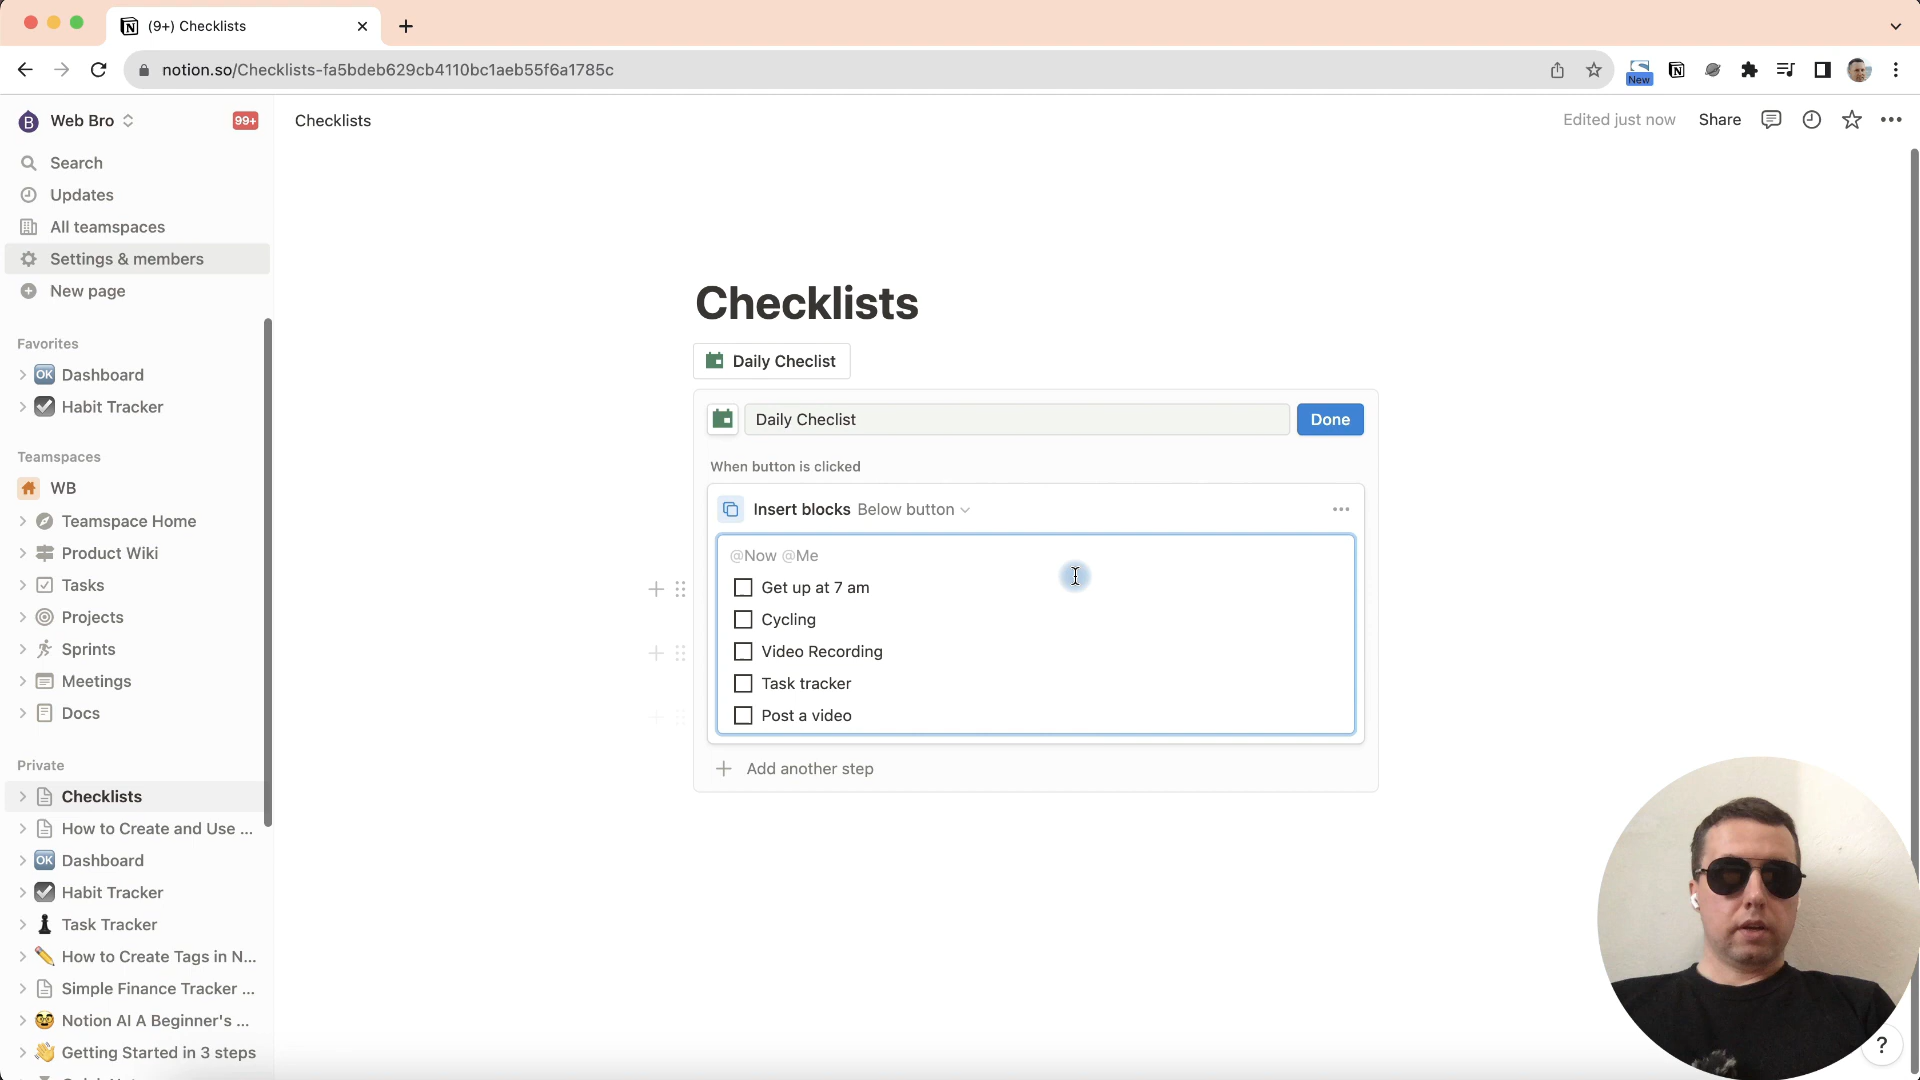 (9+) Checklists
notion.so/Checklists-fa5bdeb629cb4110bc1aeb55f6a1785c
New
B Web Bro
99+
Checklists
Edited just now
Share
Search
Updates
All teamspaces
Settings & members
New page
Favorites
OK Dashboard
Habit Tracker
Teamspaces
WB
Teamspace Home
Product Wiki
Tasks
Projects
Sprints
Meetings
Docs
Private
Checklists
How to Create and Use ...
OK Dashboard
Habit Tracker
Task Tracker
How to Create Tags in N...
Simple Finance Tracker ...
Notion AI A Beginner's ...
Getting Started in 3 steps
Checklists
Daily Checlist
Daily Checlist
Done
When button is clicked
Insert blocks Below button
@Now @Me
Get up at 7 am
Cycling
Video Recording
Task tracker
Post a video
Add another step
?